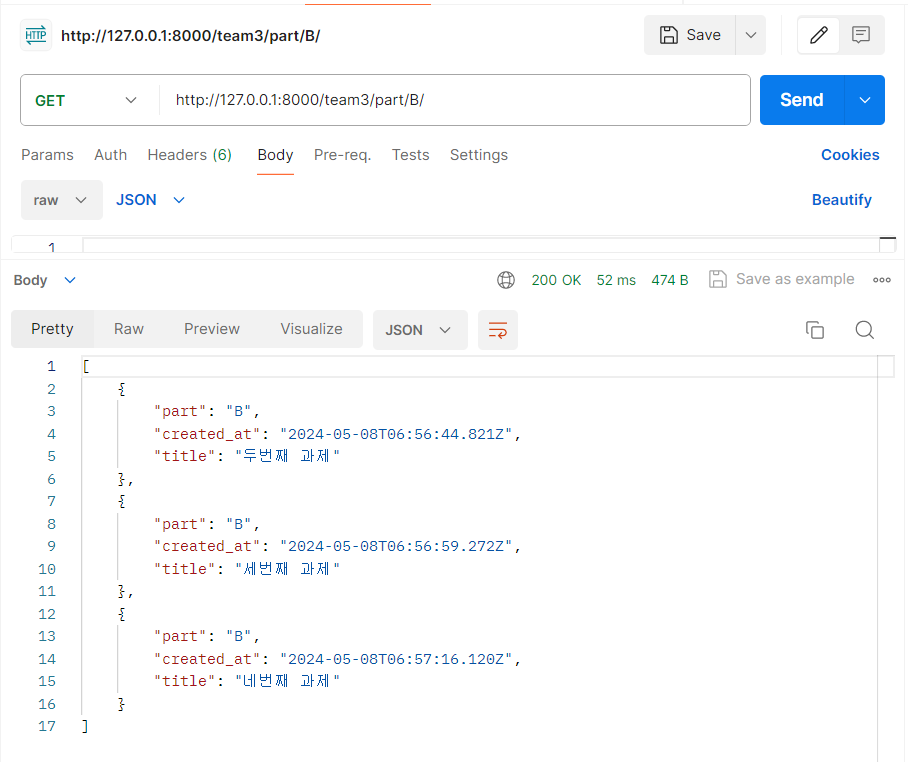 HTTP http://127.0.0.1:8000/team3/part/B/ Save
GET http://127.0.0.1:8000/team3/part/B/ Send
Params Auth Headers (6) Body Pre-req. Tests Settings Cookies
raw JSON Beautify
1
Body 200 OK 52 ms 474 B Save as example
Pretty Raw Preview Visualize JSON
1 [
2 {
3 "part": "B",
4 "created_at": "2024-05-08T06:56:44.821Z",
5 "title": "두번째 과제"
6 },
7 {
8 "part": "B",
9 "created_at": "2024-05-08T06:56:59.272Z",
10 "title": "세번째 과제"
11 },
12 {
13 "part": "B",
14 "created_at": "2024-05-08T06:57:16.120Z",
15 "title": "네번째 과제"
16 }
17 ]